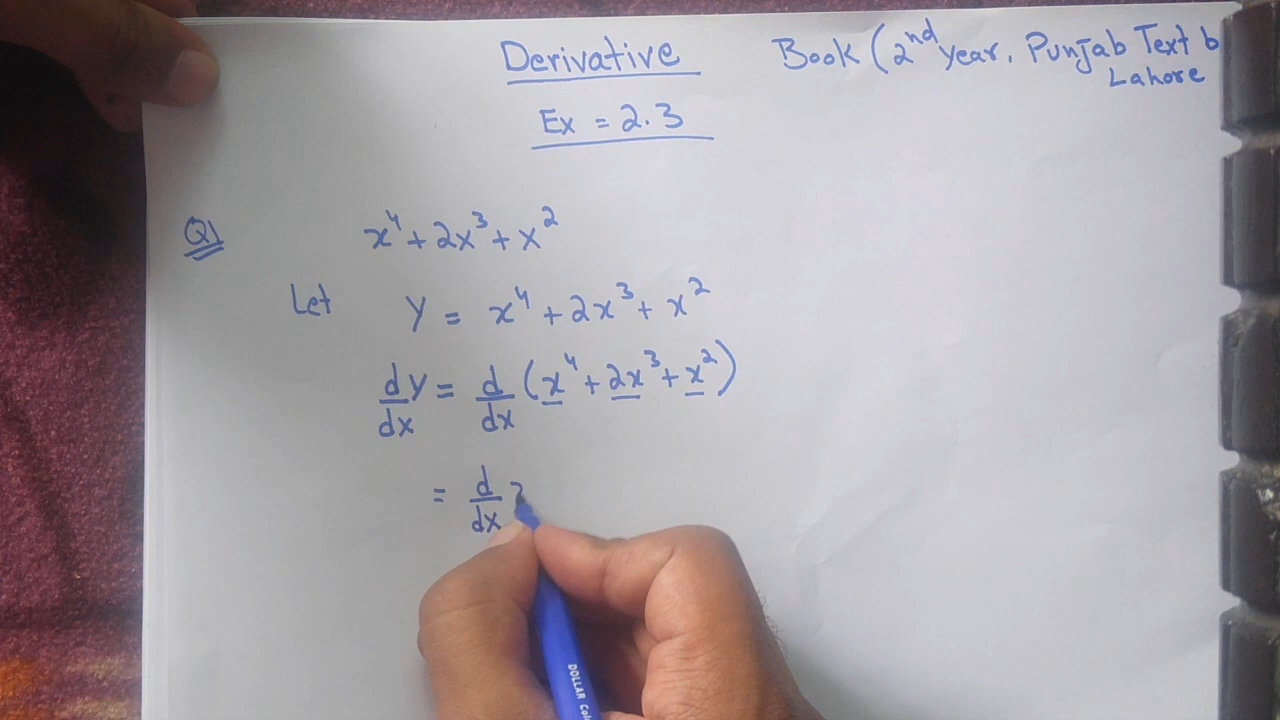 Derivative Book (2nd year, Punjab Text b
Lahore
Ex = 2.3
Q1 x⁴ + 2x³ + x²
Let Y = x⁴ + 2x³ + x²
d/dx Y = d/dx (x⁴ + 2x³ + x²)
= d/dx
DOLLAR